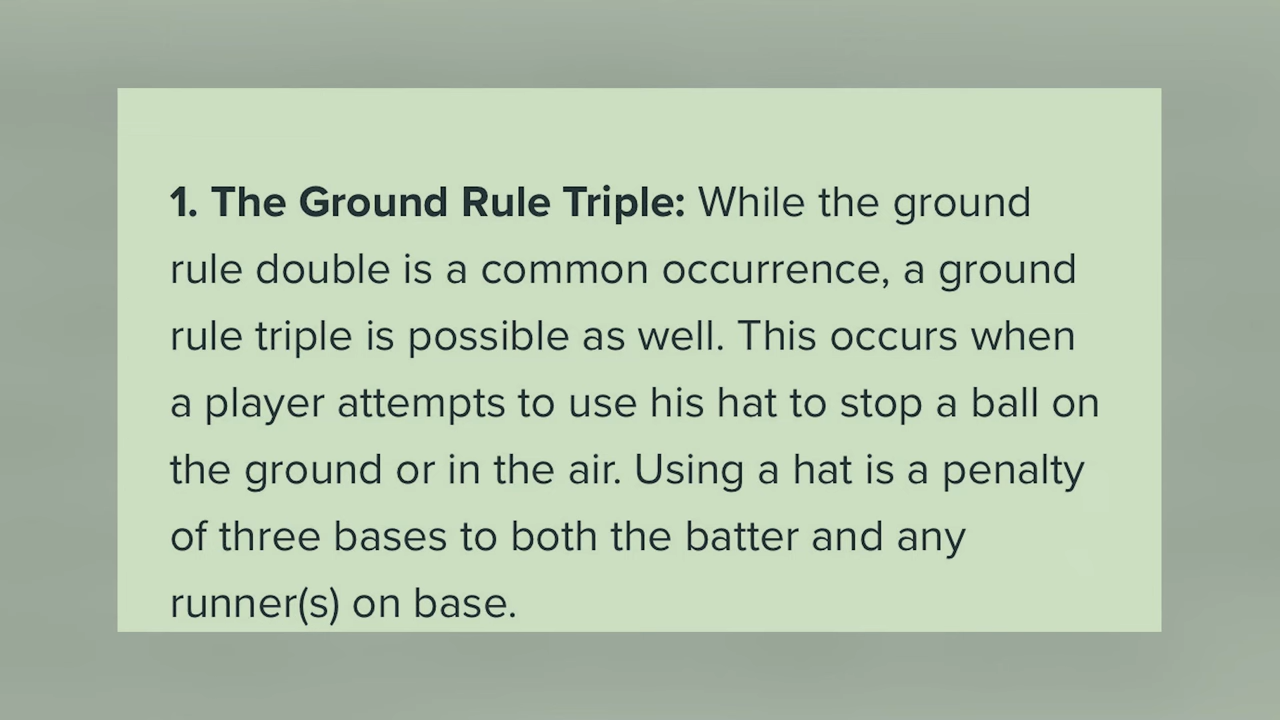 1. The Ground Rule Triple: While the ground
rule double is a common occurrence, a ground
rule triple is possible as well. This occurs when
a player attempts to use his hat to stop a ball on
the ground or in the air. Using a hat is a penalty
of three bases to both the batter and any
runner(s) on base.